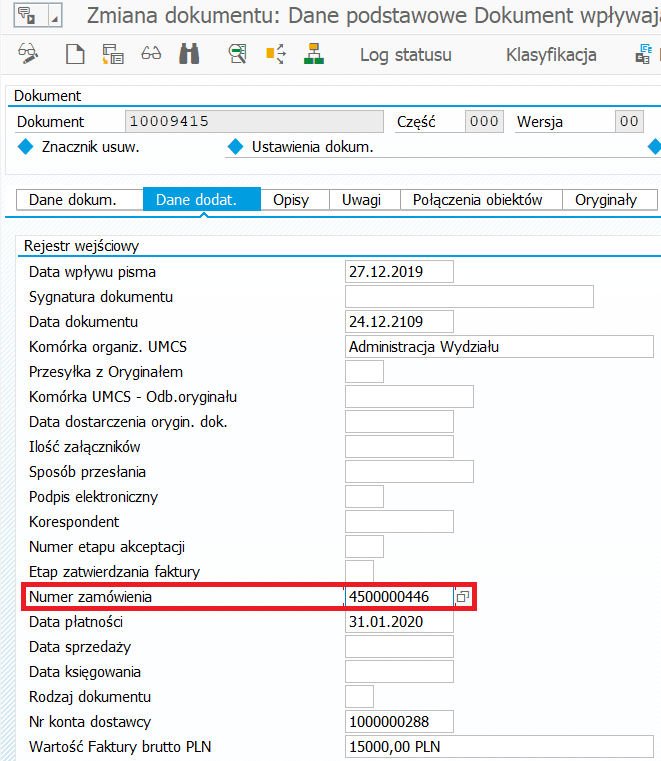 Zmiana dokumentu: Dane podstawowe Dokument
Log statusu Klasyfikacja
Dokument
Dokument 10009415 Część 000 Wersja 00
Znacznik usuw. Ustawienia dokum.
Dane dokum. Dane dodat. Opisy Uwagi Połączenia obiektów Oryginały
Rejestr wejściowy
Data wpływu pisma 27.12.2019
Sygnatura dokumentu
Data dokumentu 24.12.2109
Komórka organiz. UMCS Administracja Wydziału
Przesyłka z Oryginałem
Komórka UMCS - Odb.oryginału
Data dostarczenia orygin. dok.
Ilość załączników
Sposób przesłania
Podpis elektroniczny
Korespondent
Numer etapu akceptacji
Etap zatwierdzania faktury
Numer zamówienia 4500000446
Data płatności 31.01.2020
Data sprzedaży
Data księgowania
Rodzaj dokumentu
Nr konta dostawcy 1000000288
Wartość Faktury brutto PLN 15000,00 PLN